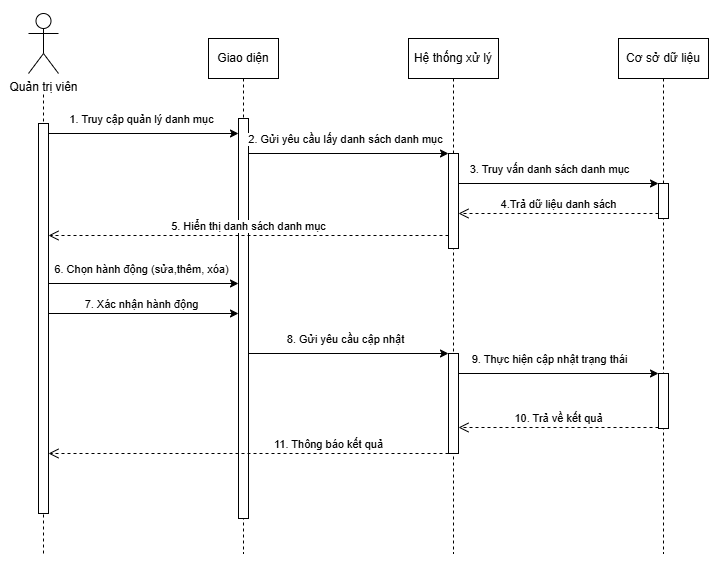 Giao diện
Hệ thống xử lý
Cơ sở dữ liệu
Quản trị viên
1. Truy cập quản lý danh mục
2. Gửi yêu cầu lấy danh sách danh mục
3. Truy vấn danh sách danh mục
4.Trả dữ liệu danh sách
5. Hiển thị danh sách danh mục
6. Chọn hành động (sửa,thêm, xóa)
7. Xác nhận hành động
8. Gửi yêu cầu cập nhật
9. Thực hiện cập nhật trạng thái
10. Trả về kết quả
11. Thông báo kết quả